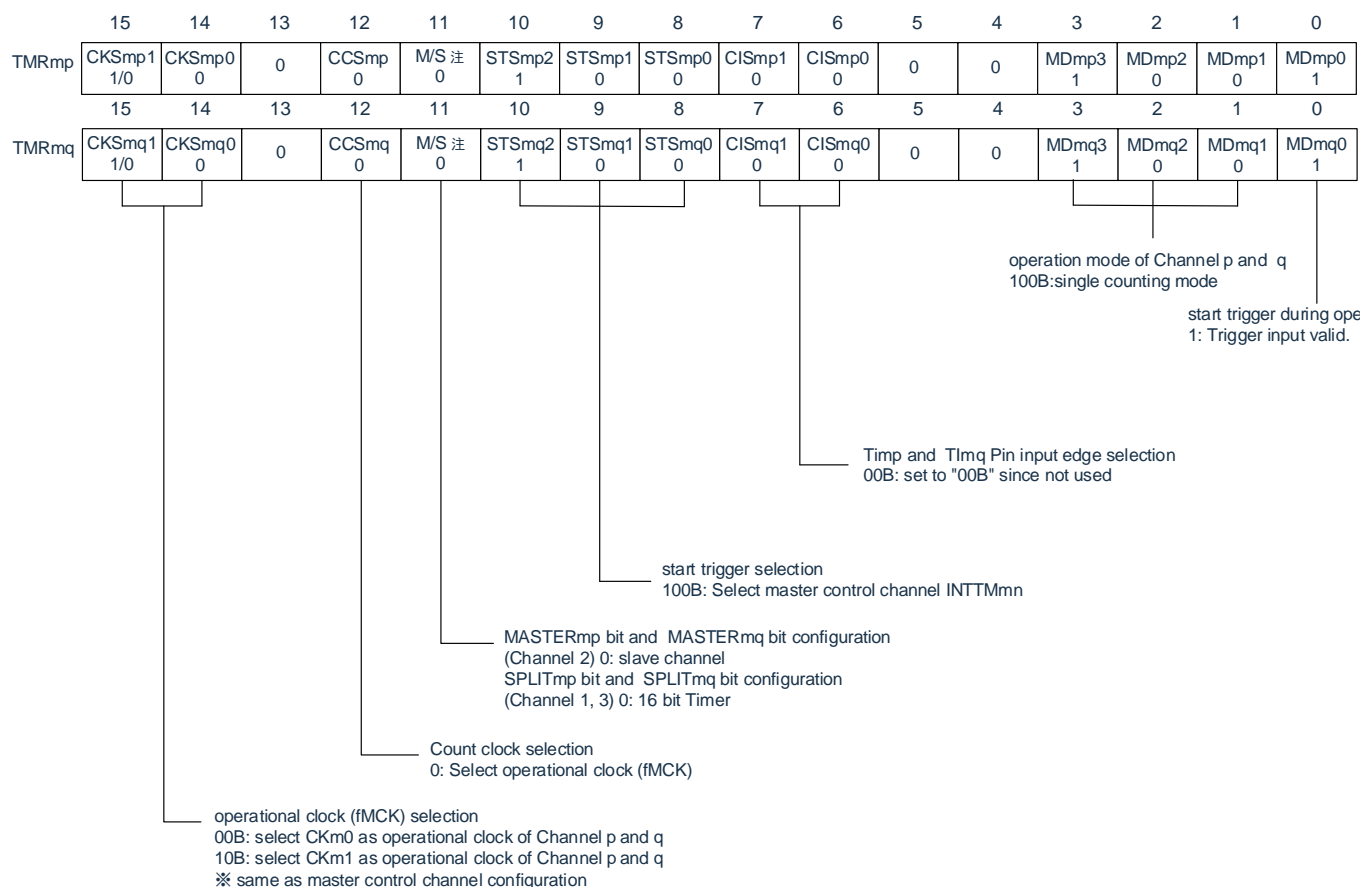 15 14 13 12 11 10 9 8 7 6 5 4 3 2 1 0
TMRmp CKSmp1 CKSmp0 0 CCSmp M/S 注 STSmp2 STSmp1 STSmp0 CISmp1 CISmp0 0 0 MDmp3 MDmp2 MDmp1 MDmp0
1/0 0 0 0 1 0 0 0 0 1 0 0 1
15 14 13 12 11 10 9 8 7 6 5 4 3 2 1 0
TMRmq CKSmq1 CKSmq0 0 CCSmq M/S 注 STSmq2 STSmq1 STSmq0 CISmq1 CISmq0 0 0 MDmq3 MDmq2 MDmq1 MDmq0
1/0 0 0 0 1 0 0 0 0 1 0 0 1
operation mode of Channel p and q
100B:single counting mode
start trigger during ope
1: Trigger input valid.
Timp and TImq Pin input edge selection
00B: set to "00B" since not used
start trigger selection
100B: Select master control channel INTTMmn
MASTERmp bit and MASTERmq bit configuration
(Channel 2) 0: slave channel
SPLITmp bit and SPLITmq bit configuration
(Channel 1, 3) 0: 16 bit Timer
Count clock selection
0: Select operational clock (fMCK)
operational clock (fMCK) selection
00B: select CKm0 as operational clock of Channel p and q
10B: select CKm1 as operational clock of Channel p and q
※ same as master control channel configuration